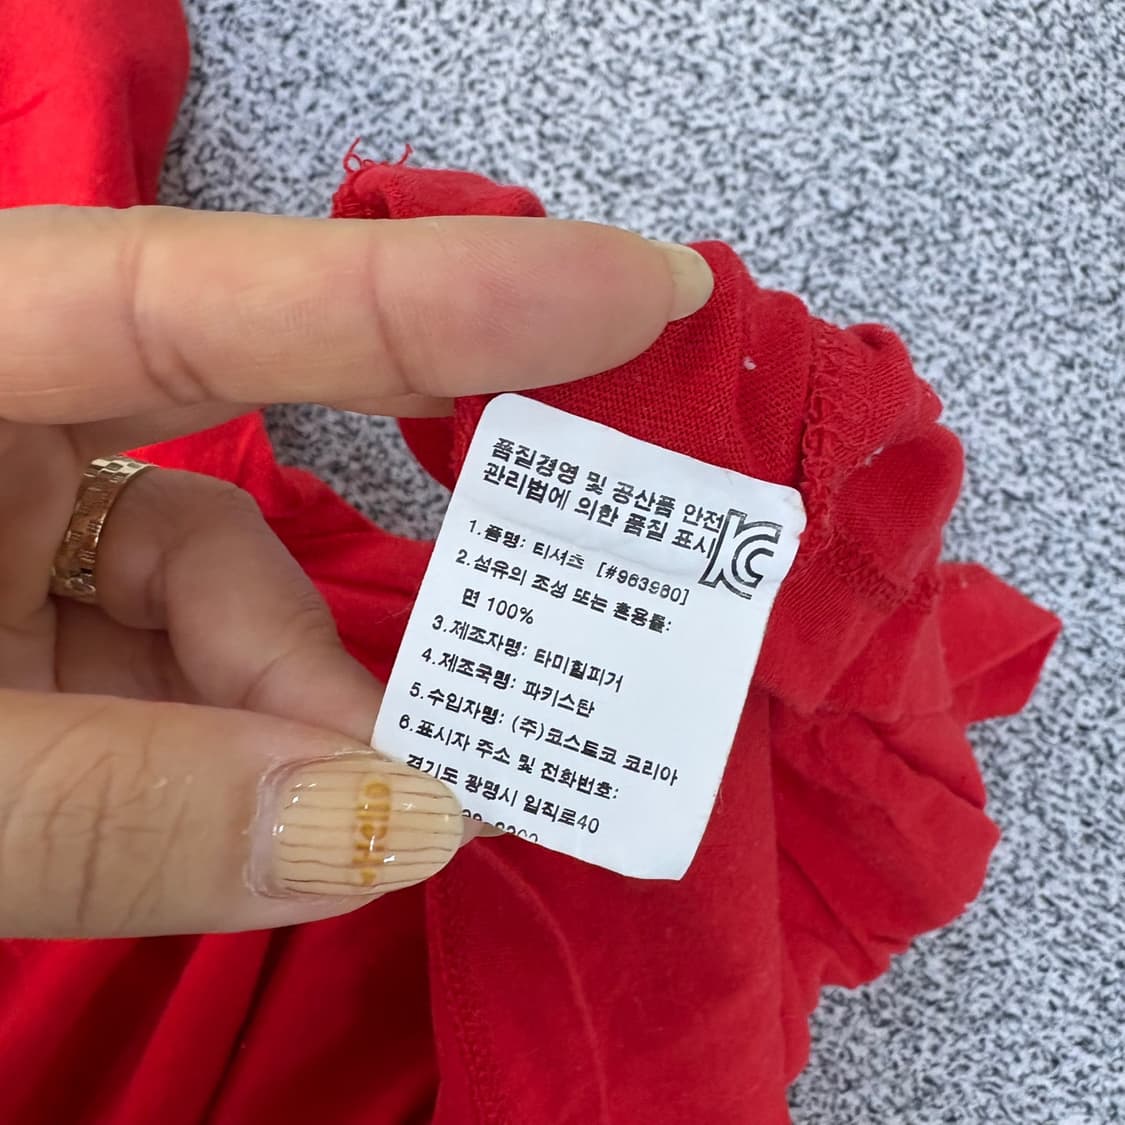 품질경영 및 공산품 안전
관리법에 의한 품질 표시
KC
1.품명: 티셔츠 [#963980]
2.섬유의 조성 또는 혼용률:
면 100%
3.제조자명: 타미힐피거
4.제조국명: 파키스탄
5.수입자명: (주)코스트코 코리아
6.표시자 주소 및 전화번호:
경기도 광명시 일직로40